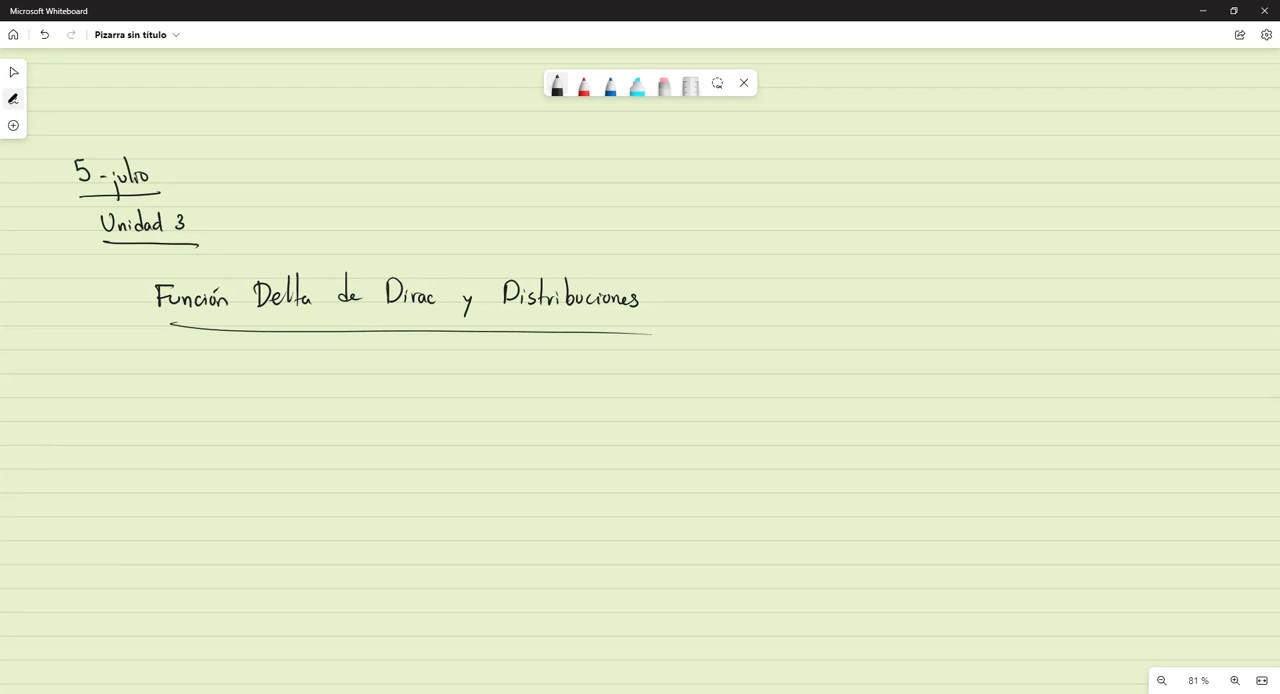 Microsoft Whiteboard
Pizarra sin título
5 - julio
Unidad 3
Función Delta de Dirac y Distribuciones
81 %